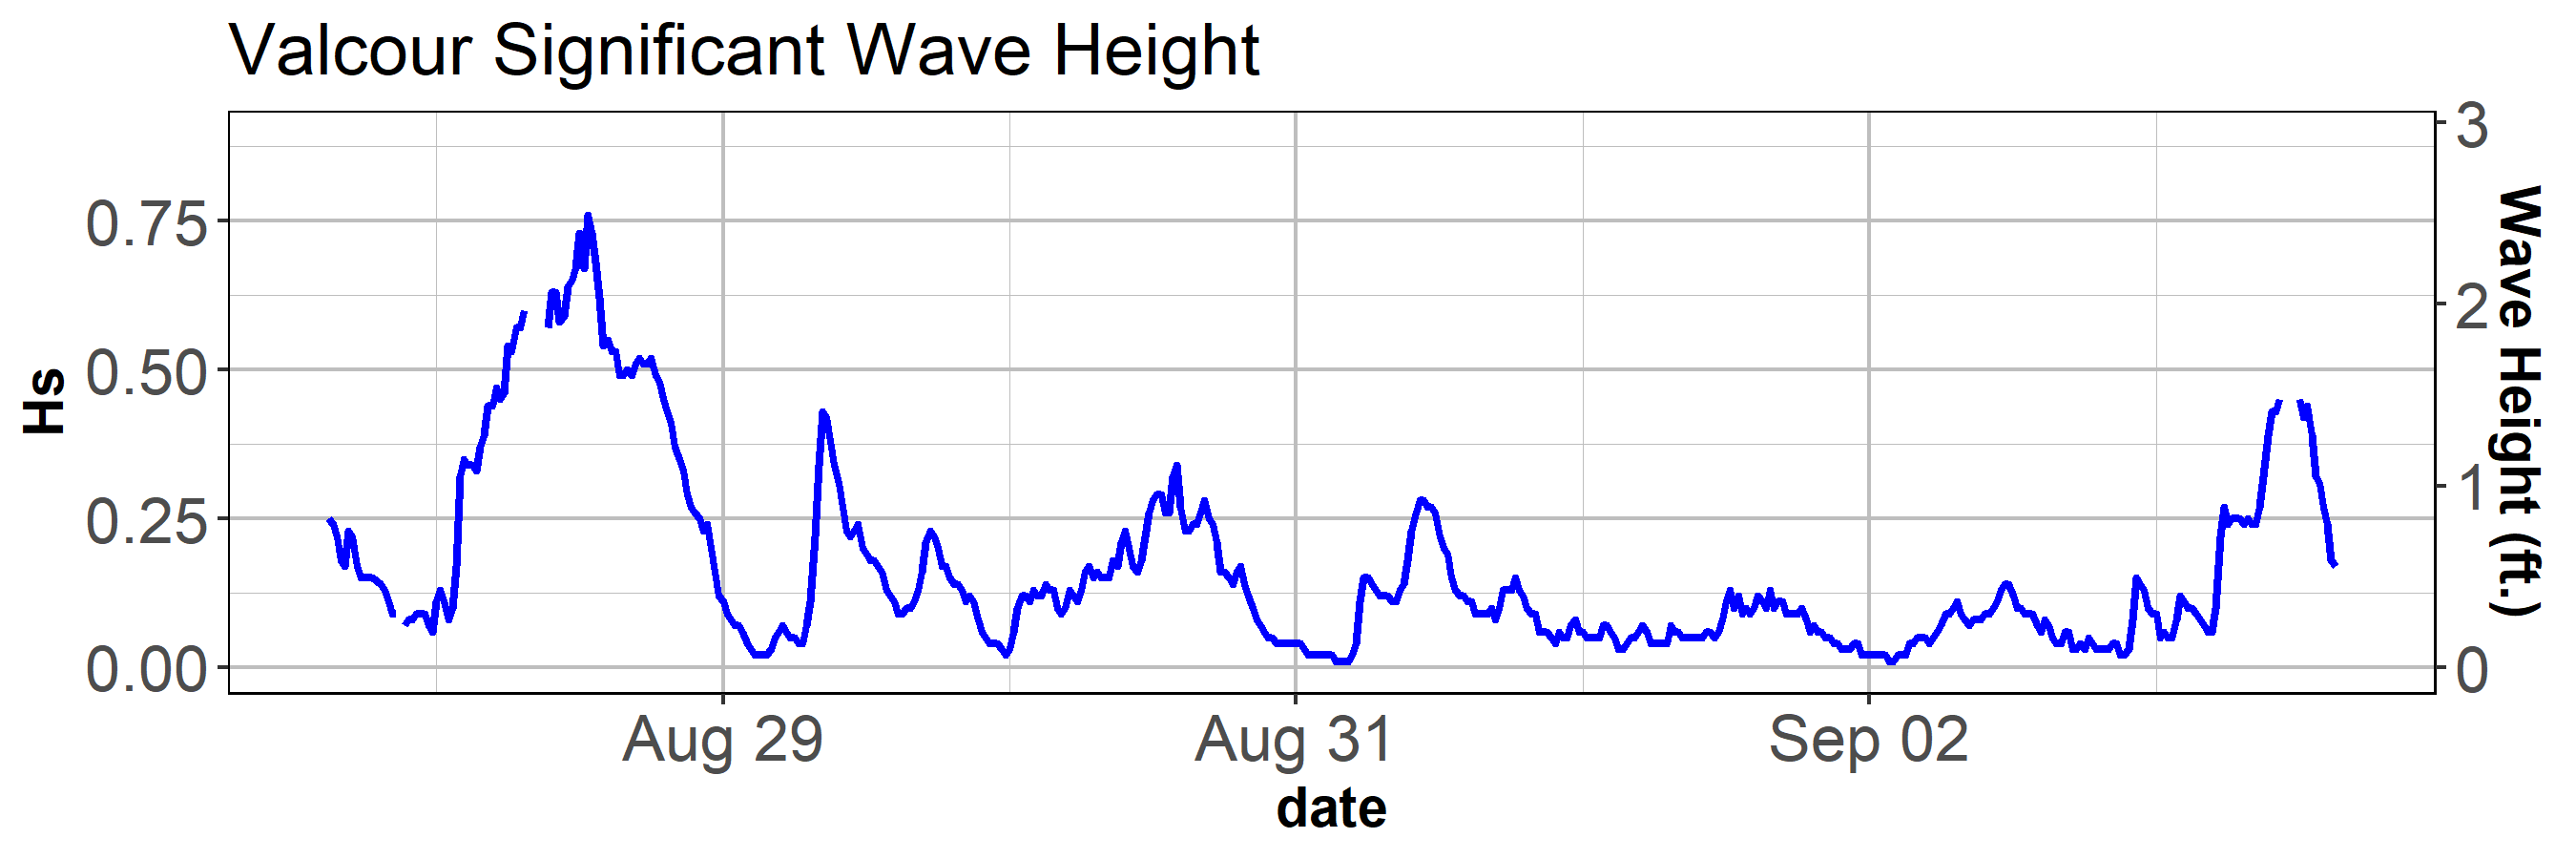 Valcour Significant Wave Height
Hs
0.75
0.50
0.25
0.00
3
2
1
0
Wave Height (ft.)
Aug 29
Aug 31
Sep 02
date